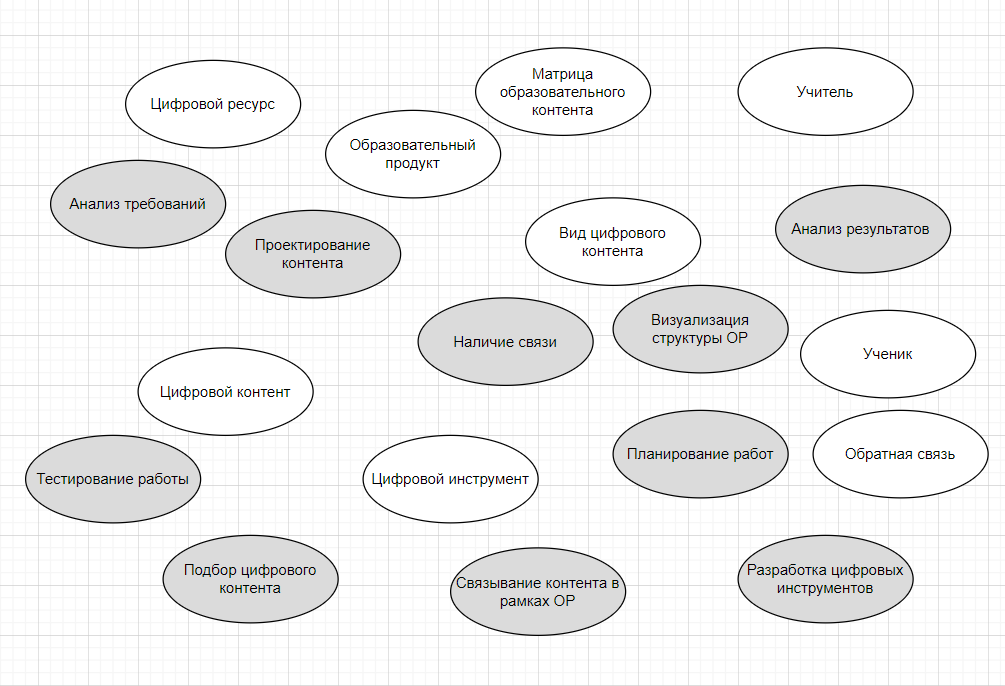 Матрица
образовательного
контента
Учитель
Цифровой ресурс
Образовательный
продукт
Анализ требований
Анализ результатов
Проектирование
контента
Вид цифрового
контента
Визуализация
структуры ОР
Наличие связи
Ученик
Цифровой контент
Планирование работ
Обратная связь
Тестирование работы
Цифровой инструмент
Подбор цифрового
контента
Связывание контента в
рамках ОР
Разработка цифровых
инструментов